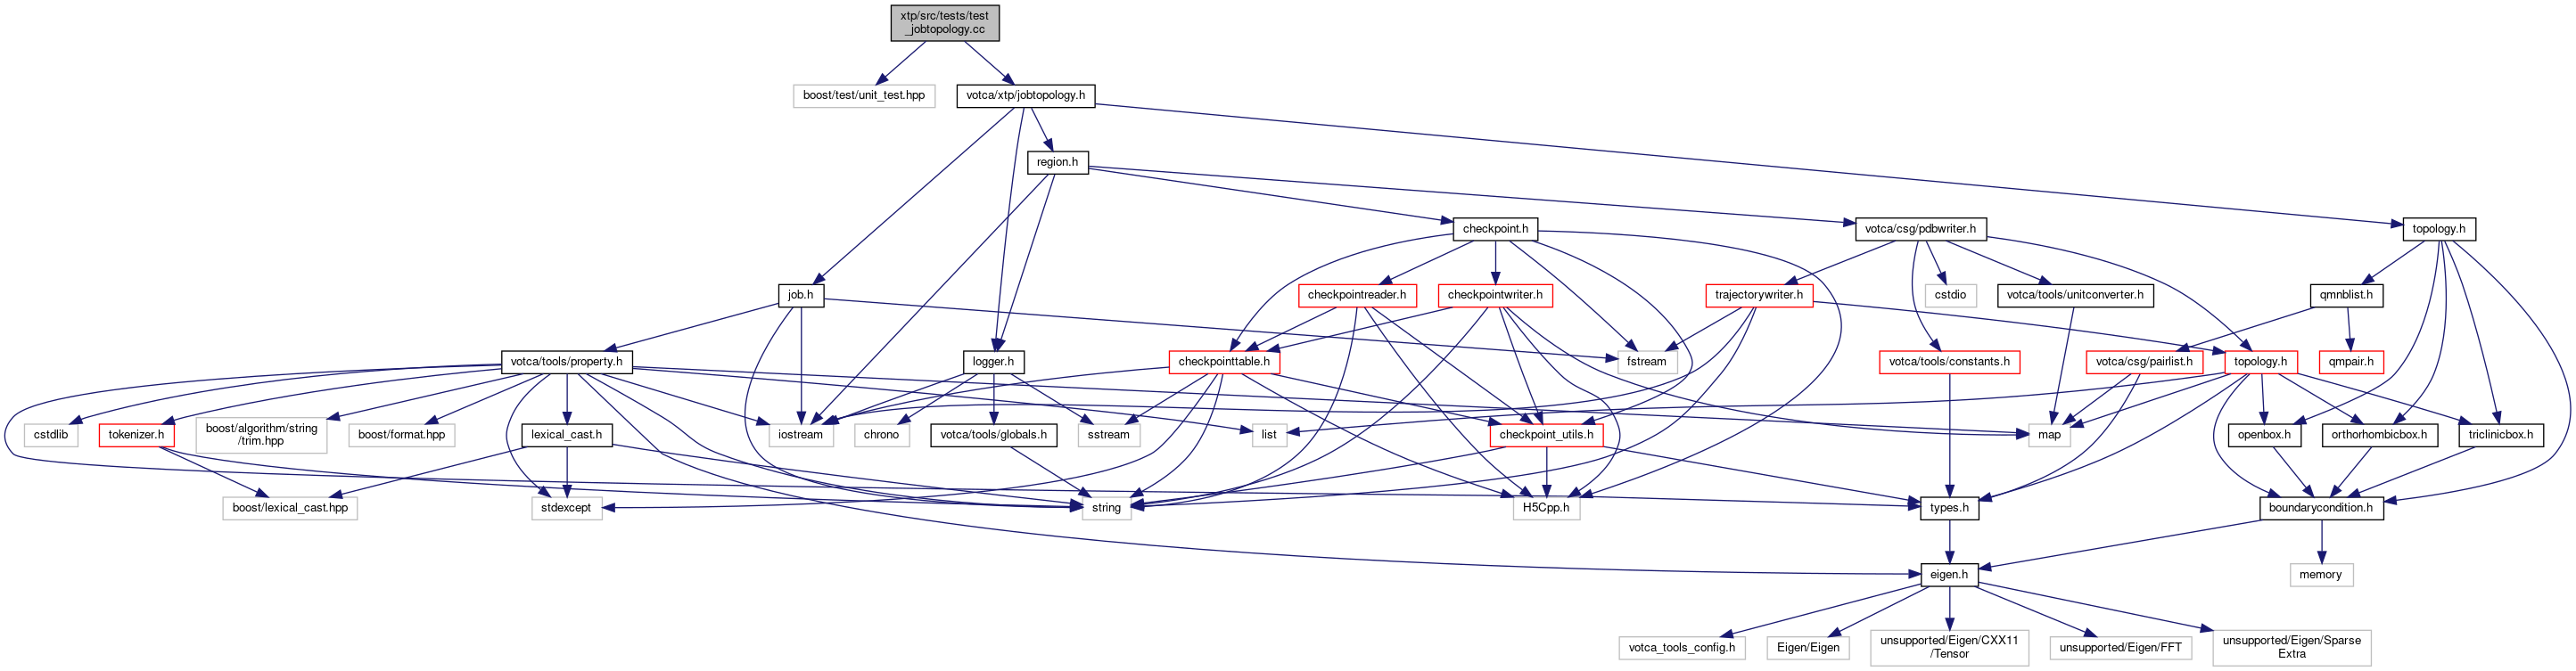 xtp/src/tests/test
_jobtopology.cc
boost/test/unit_test.hpp
votca/xtp/jobtopology.h
region.h
checkpoint.h
votca/csg/pdbwriter.h
topology.h
job.h
checkpointreader.h
checkpointwriter.h
trajectorywriter.h
cstdio
votca/tools/unitconverter.h
qmnblist.h
votca/tools/property.h
logger.h
checkpointtable.h
fstream
votca/tools/constants.h
votca/csg/pairlist.h
topology.h
qmpair.h
cstdlib
tokenizer.h
boost/algorithm/string
/trim.hpp
boost/format.hpp
lexical_cast.h
iostream
chrono
votca/tools/globals.h
sstream
list
checkpoint_utils.h
map
openbox.h
orthorhombicbox.h
triclinicbox.h
boost/lexical_cast.hpp
stdexcept
string
H5Cpp.h
types.h
boundarycondition.h
eigen.h
memory
votca_tools_config.h
Eigen/Eigen
unsupported/Eigen/CXX11
/Tensor
unsupported/Eigen/FFT
unsupported/Eigen/Sparse
Extra